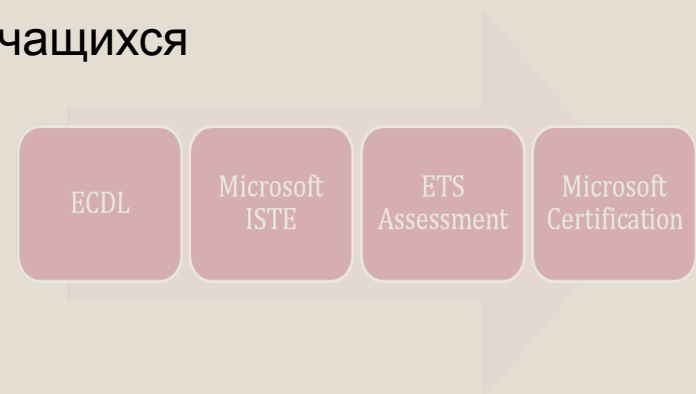 чащихся
ECDL
Microsoft
ISTE
ETS
Assessment
Microsoft
Certification